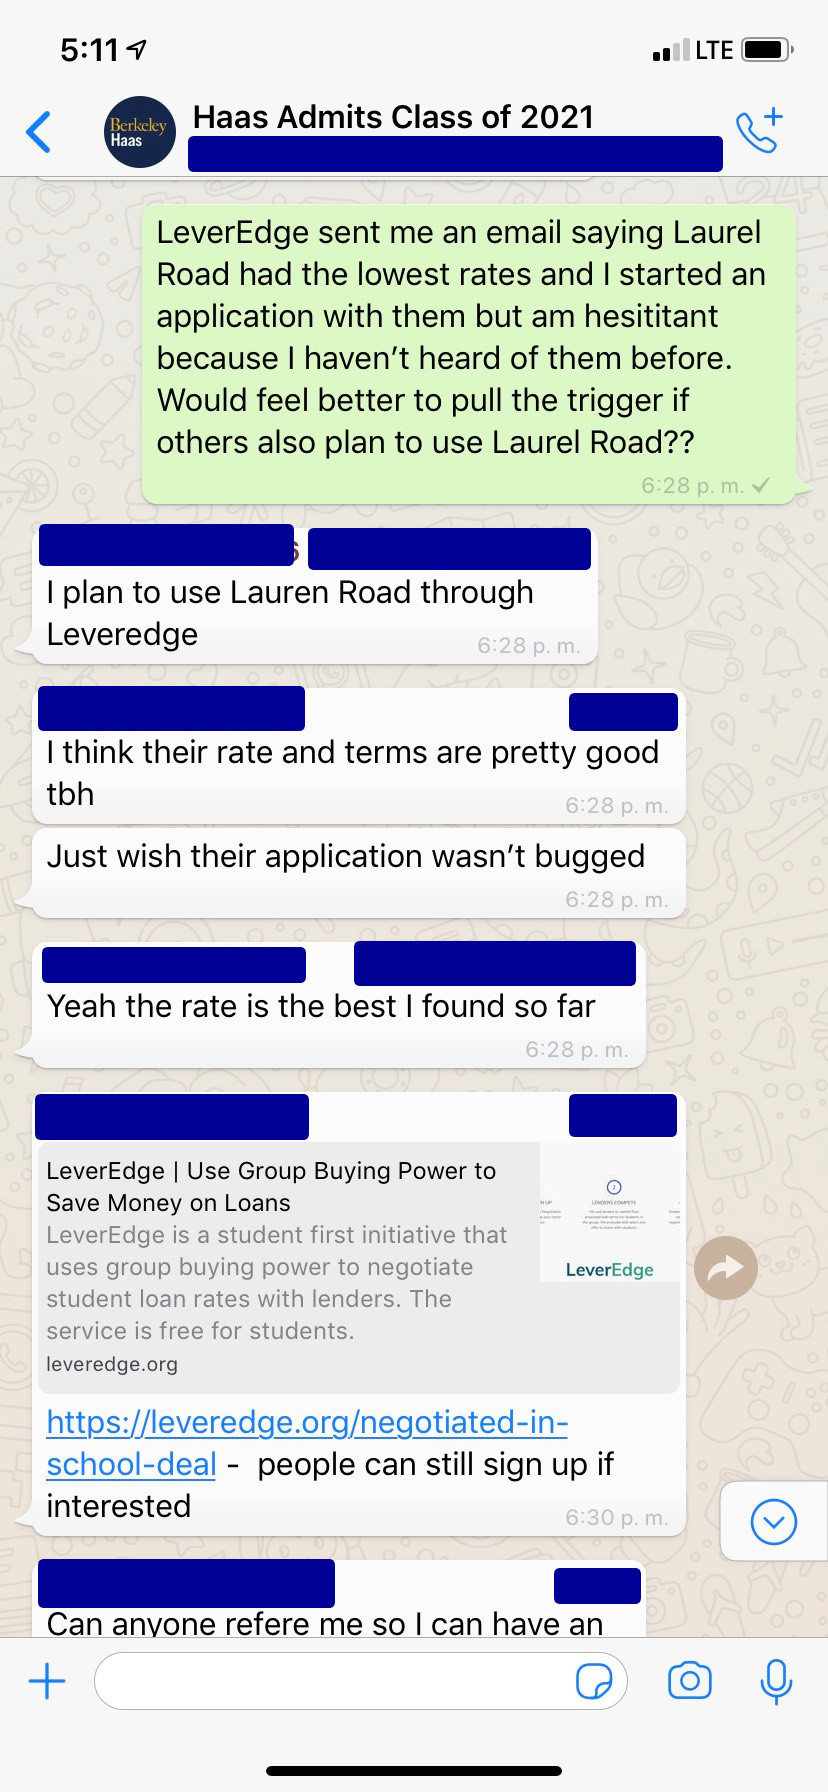 5:11
LTE
Berkeley
Haas
Haas Admits Class of 2021
LeverEdge sent me an email saying Laurel
Road had the lowest rates and I started an
application with them but am hesititant
because I haven't heard of them before.
Would feel better to pull the trigger if
others also plan to use Laurel Road??
6:28 p. m.
I plan to use Lauren Road through
Leveredge
6:28 p. m.
I think their rate and terms are pretty good
tbh
6:28 p. m.
Just wish their application wasn't bugged
6:28 p. m.
Yeah the rate is the best I found so far
6:28 p. m.
LeverEdge | Use Group Buying Power to
Save Money on Loans
LeverEdge is a student first initiative that
uses group buying power to negotiate
student loan rates with lenders. The
service is free for students.
leveredge.org
2
LENDERS COMPETE
LeverEdge
https://leveredge.org/negotiated-in-
school-deal - people can still sign up if
interested
6:30 p. m.
Can anyone refere me so I can have an